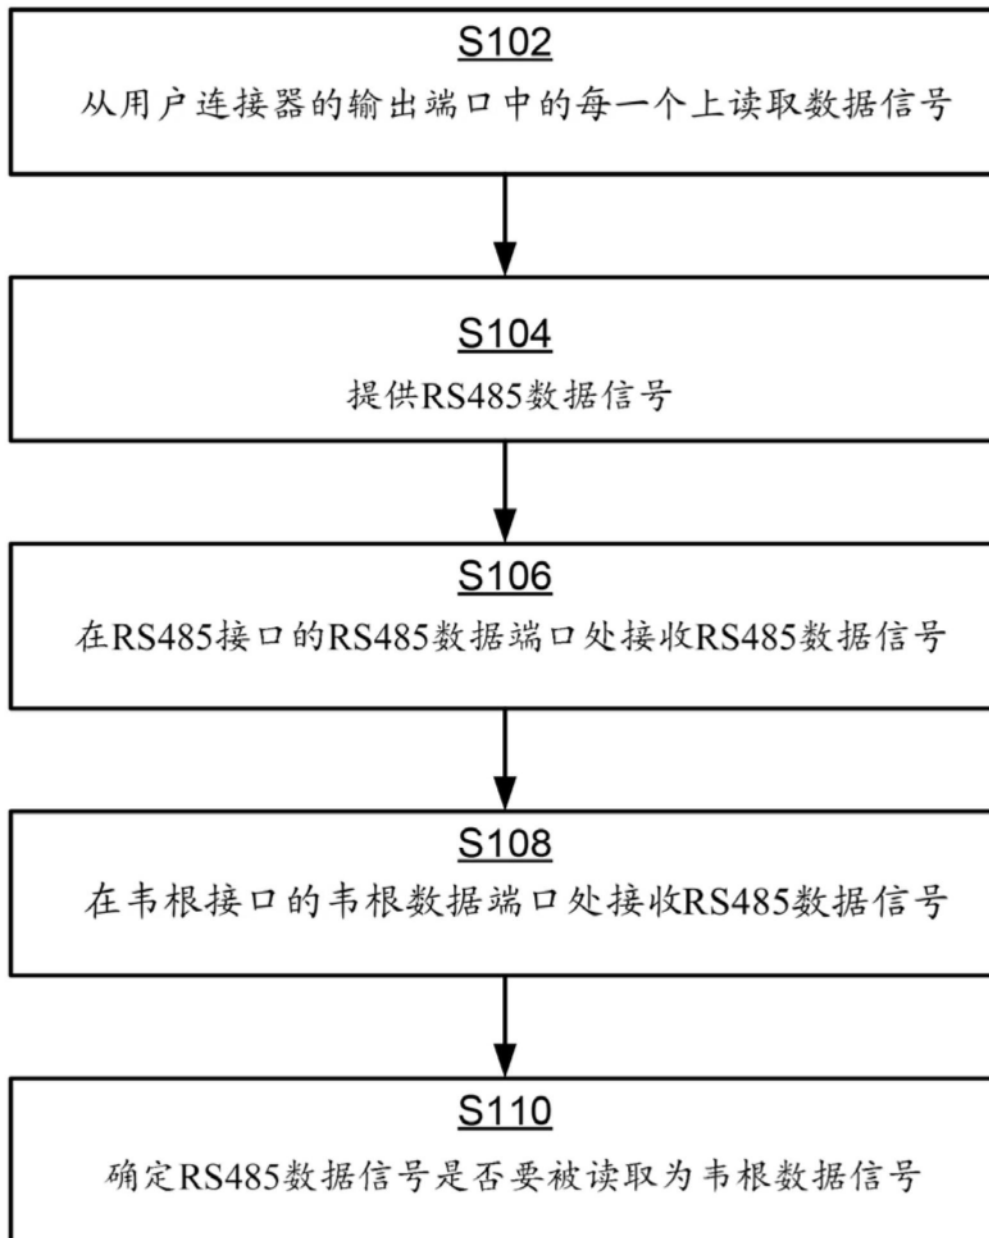 S102
从用户连接器的输出端口中的每一个上读取数据信号
S104
提供RS485数据信号
S106
在RS485接口的RS485数据端口处接收RS485数据信号
S108
在韦根接口的韦根数据端口处接收RS485数据信号
S110
确定RS485数据信号是否要被读取为韦根数据信号